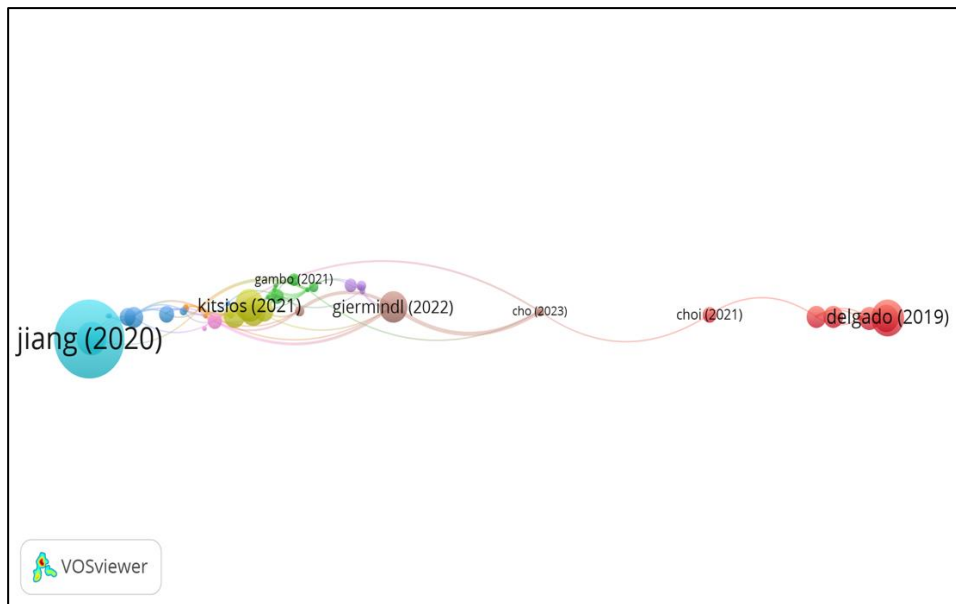 gambo (2021)
kitsios (2021)
giermindl (2022)
cho (2023)
choi (2021)
delgado (2019)
jiang (2020)
VOSviewer